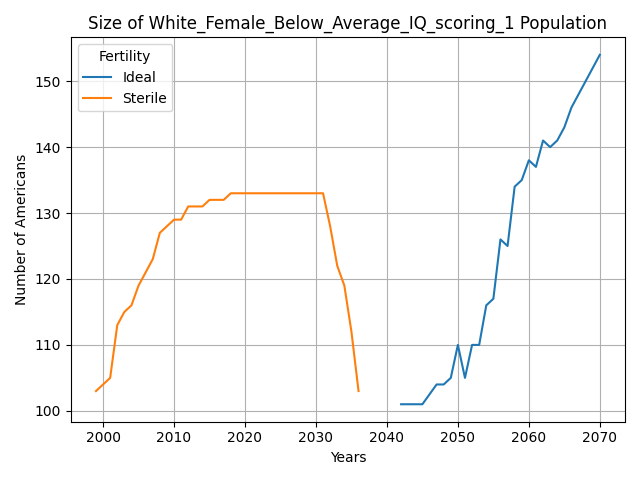 Size of White_Female_Below_Average_IQ_scoring_1 Population
Fertility
Ideal
Sterile
Number of Americans
150
140
130
120
110
100
2000 2010 2020 2030 2040 2050 2060 2070
Years